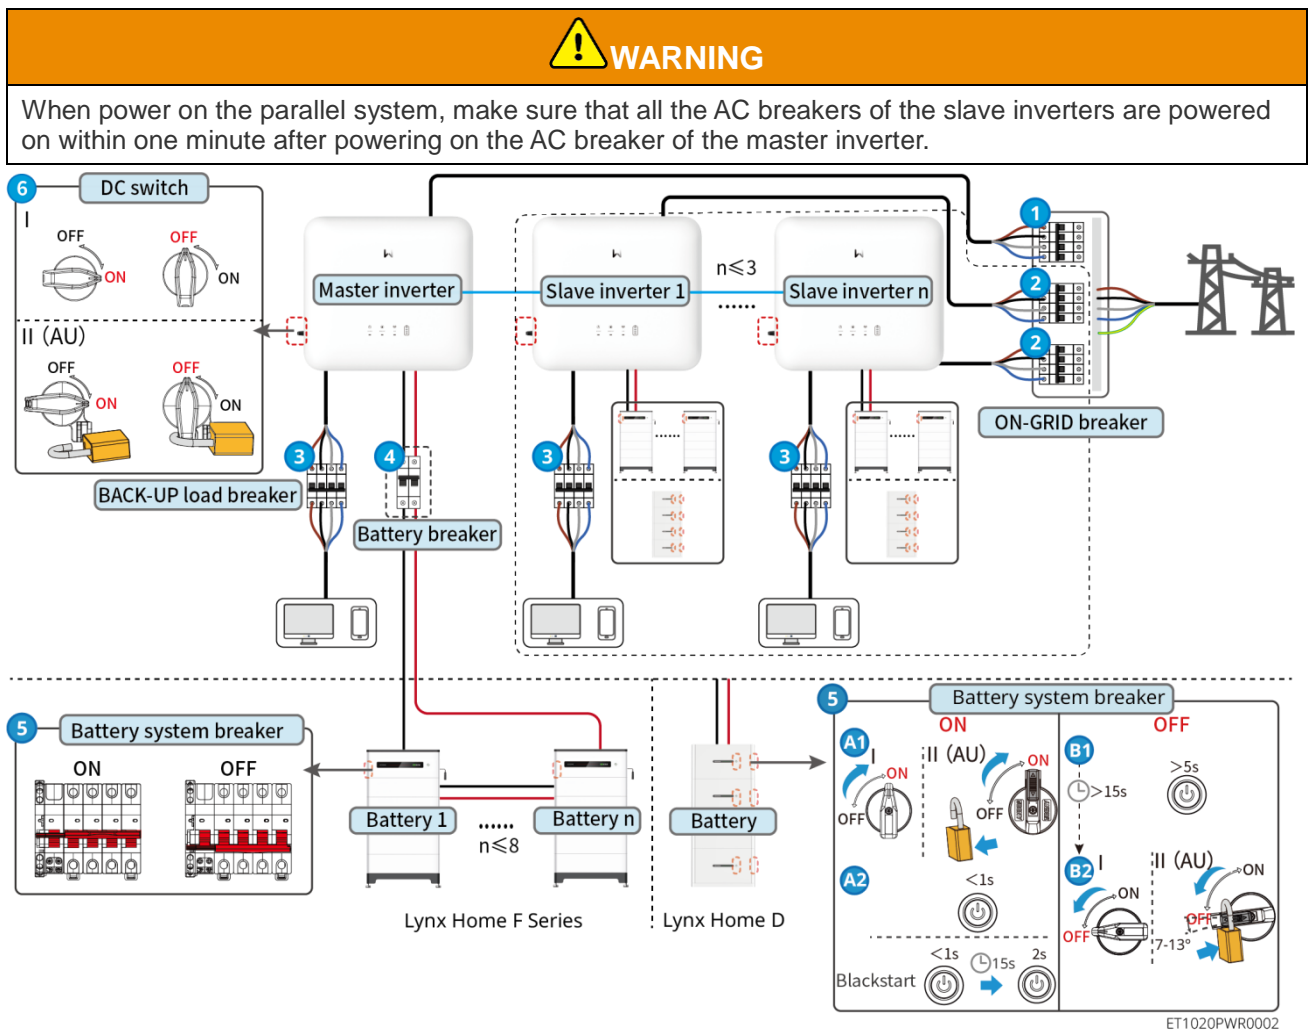 WARNING
When power on the parallel system, make sure that all the AC breakers of the slave inverters are powered
on within one minute after powering on the AC breaker of the master inverter.
6
DC switch
I
OFF
ON
OFF
ON
II (AU)
OFF
ON
OFF
ON
Master inverter
Slave inverter 1
n≤3
......
Slave inverter n
1
2
2
ON-GRID breaker
3
BACK-UP load breaker
4
Battery breaker
3
......
3
......
5
Battery system breaker
ON
OFF
Battery 1
......
n≤8
Battery n
Lynx Home F Series
Battery
Lynx Home D
5
Battery system breaker
ON
OFF
A1
I
ON
OFF
II (AU)
ON
OFF
A2
<1s
Blackstart
<1s
15s
2s
B1
>5s
>15s
B2
I
ON
OFF
II (AU)
ON
OFF
7-13°
ET1020PWR0002